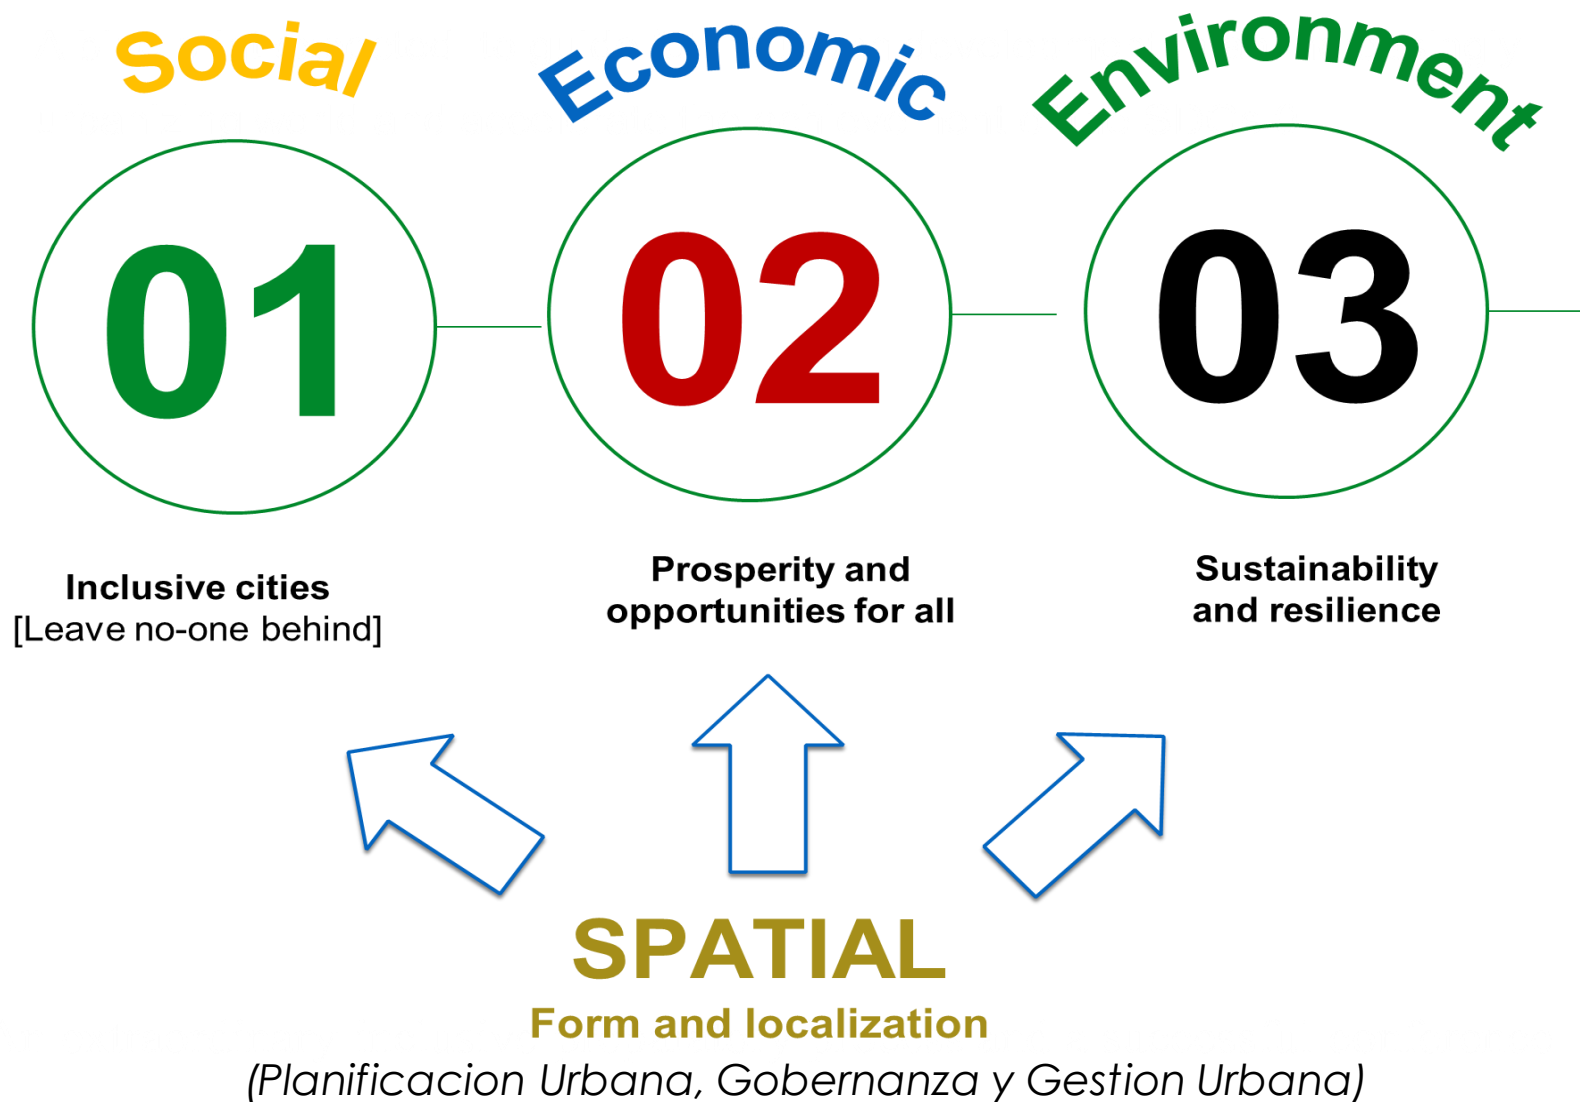 Social
Economic
Environment
01
02
03
Inclusive cities
[Leave no-one behind]
Prosperity and
opportunities for all
Sustainability
and resilience
SPATIAL
Form and localization
(Planificacion Urbana, Gobernanza y Gestion Urbana)